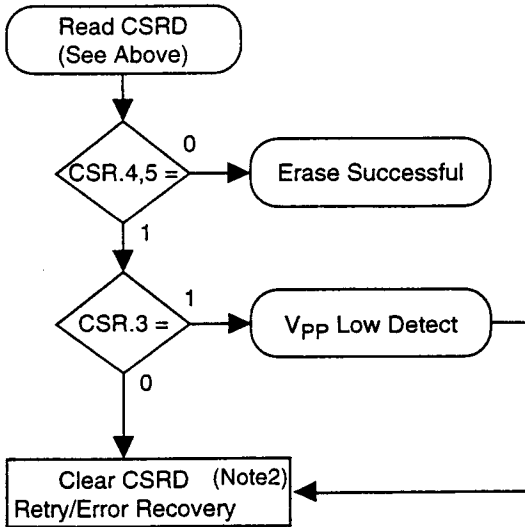 Read CSRD
(See Above)
0
CSR.4,5 =
Erase Successful
1
1
CSR.3 =
VPP Low Detect
0
Clear CSRD (Note2)
Retry/Error Recovery